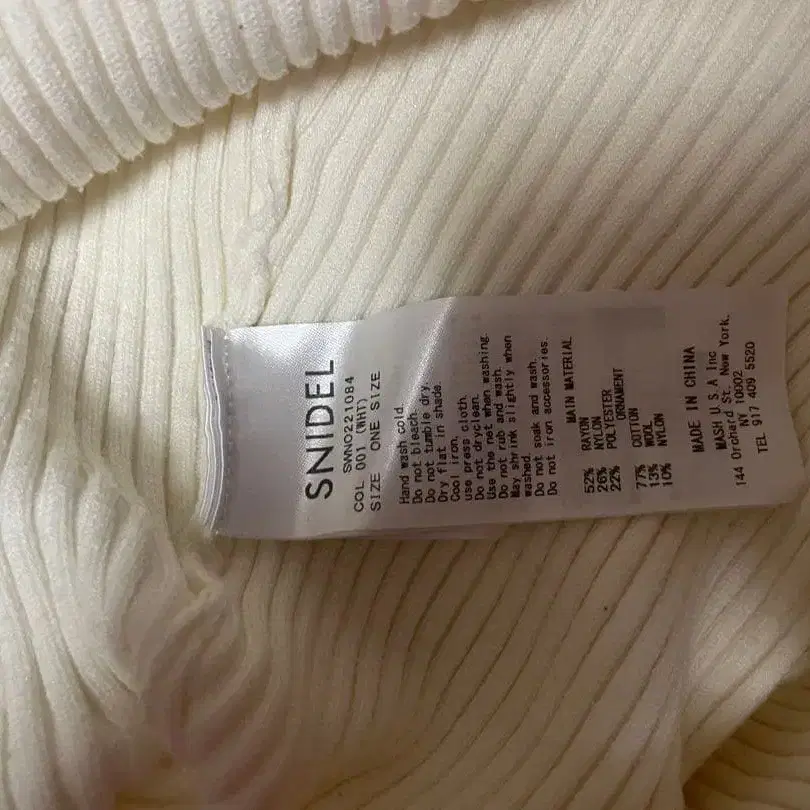 SNIDEL
SWNO221084
COL 001 (WHT)
SIZE ONE SIZE
Hand wash cold.
Do not bleach.
Do not tumble dry.
Dry flat in shade.
Cool iron,
use press cloth.
Do not dryclean.
Use the net when washing.
Do not rub and wash.
May shrink slightly when
washed.
Do not soak and wash.
Do not iron accessories.
MAIN MATERIAL
52% RAYON
26% NYLON
22% POLYESTER
ORNAMENT
77% COTTON
13% WOOL
10% NYLON
MADE IN CHINA
MASH U.S.A Inc
144 Orchard St. New York,
NY 10002
TEL 917 409 5520